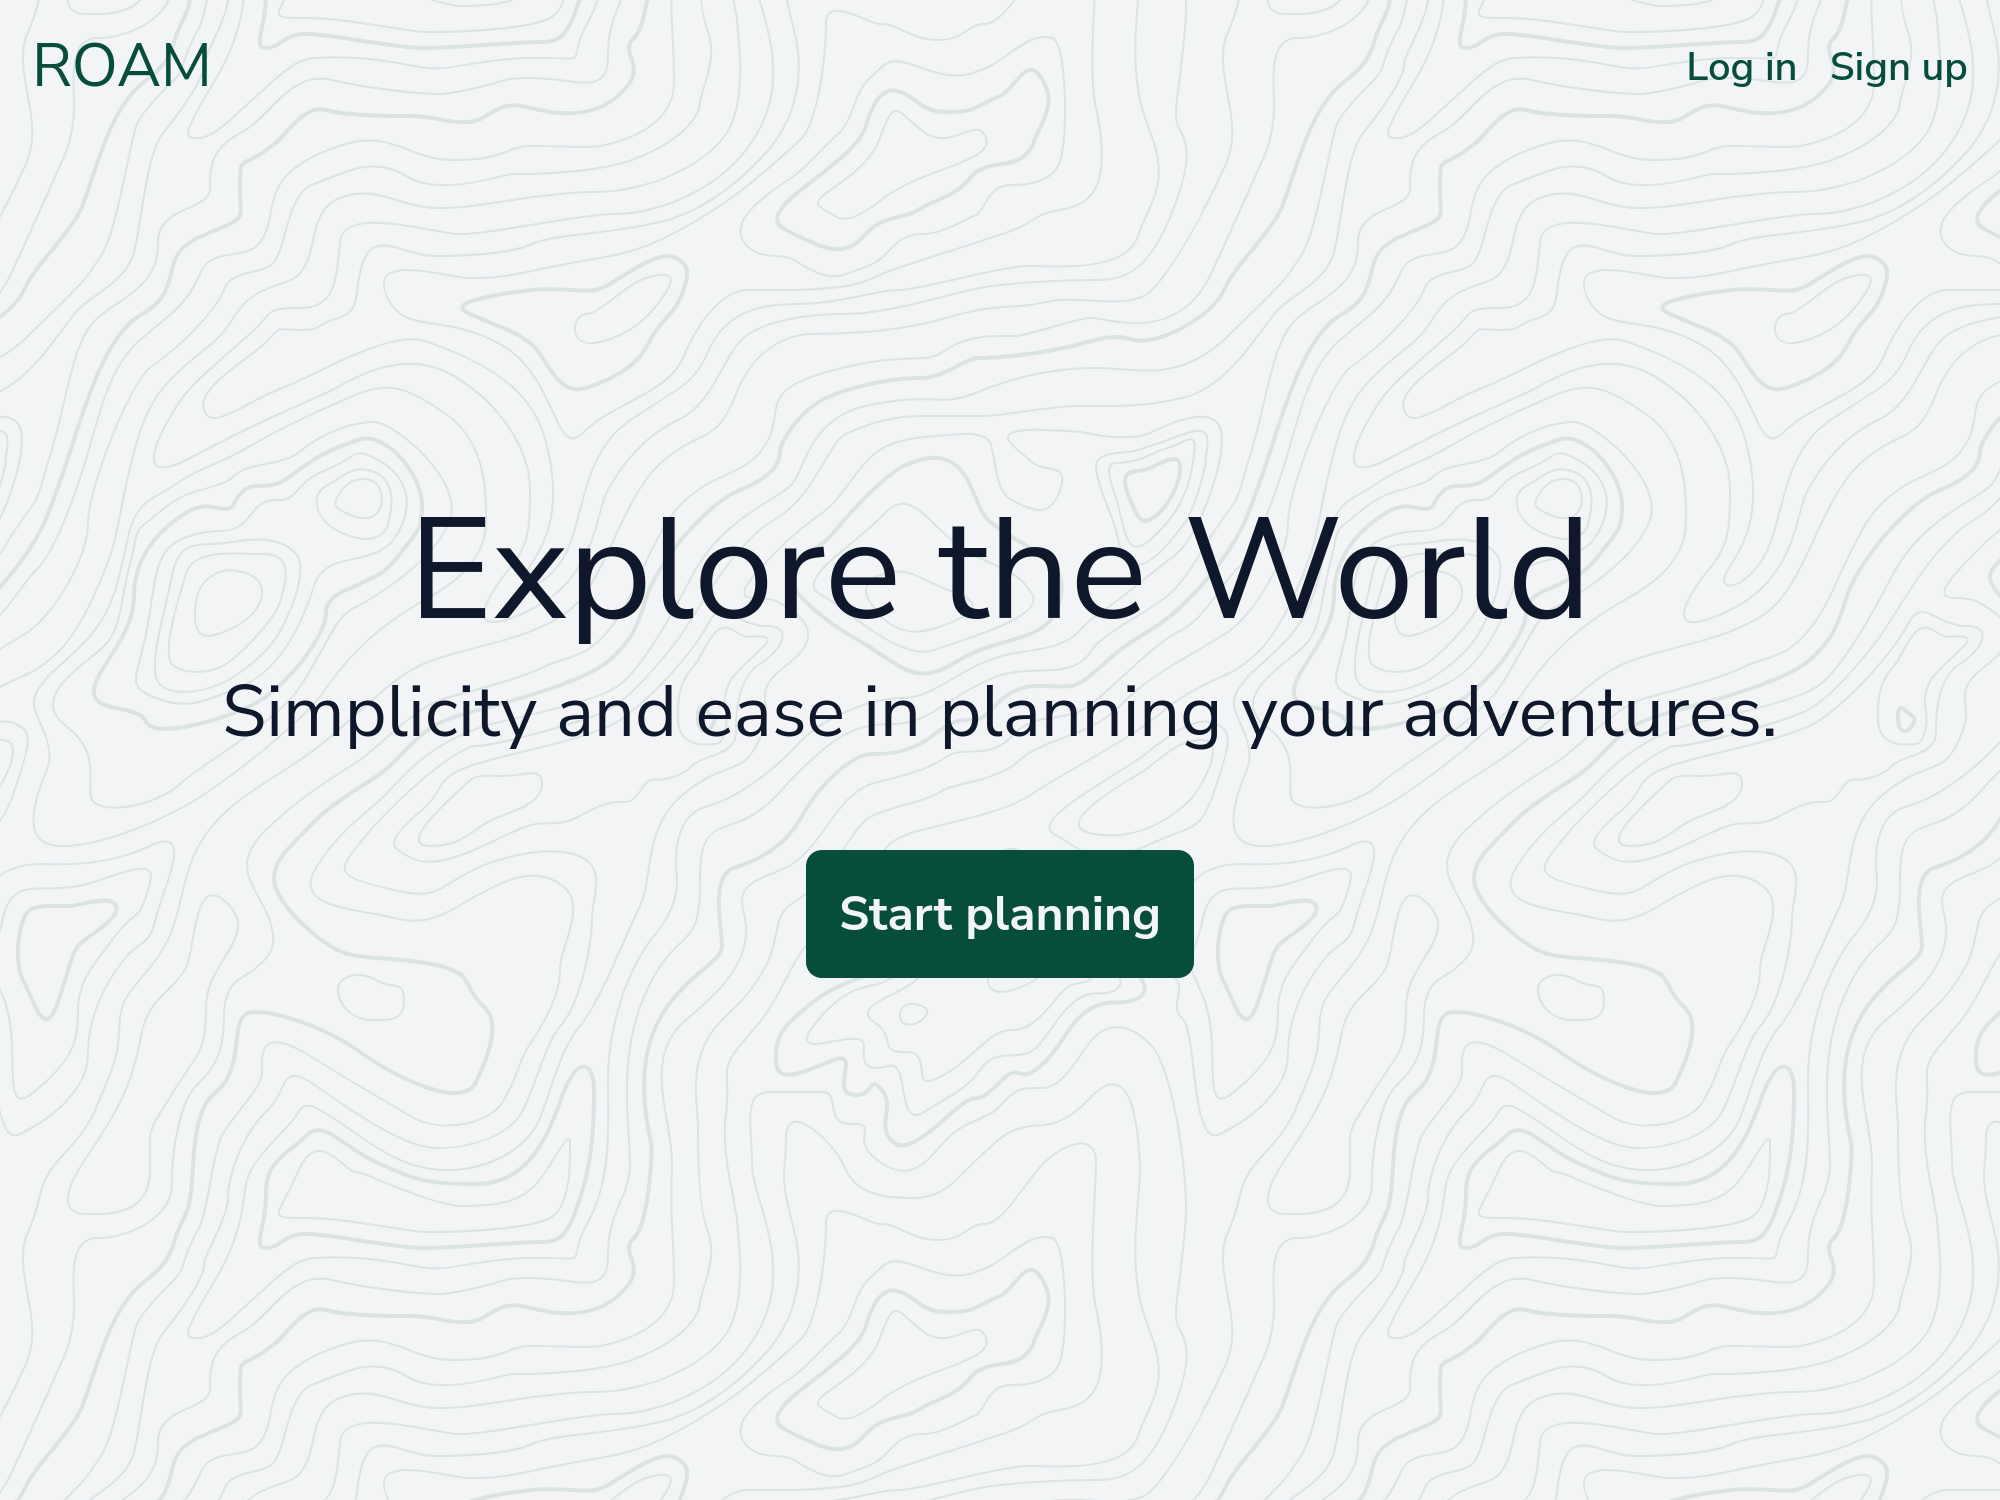 ROAM
Log in Sign up
Explore the World
Simplicity and ease in planning your adventures.
Start planning